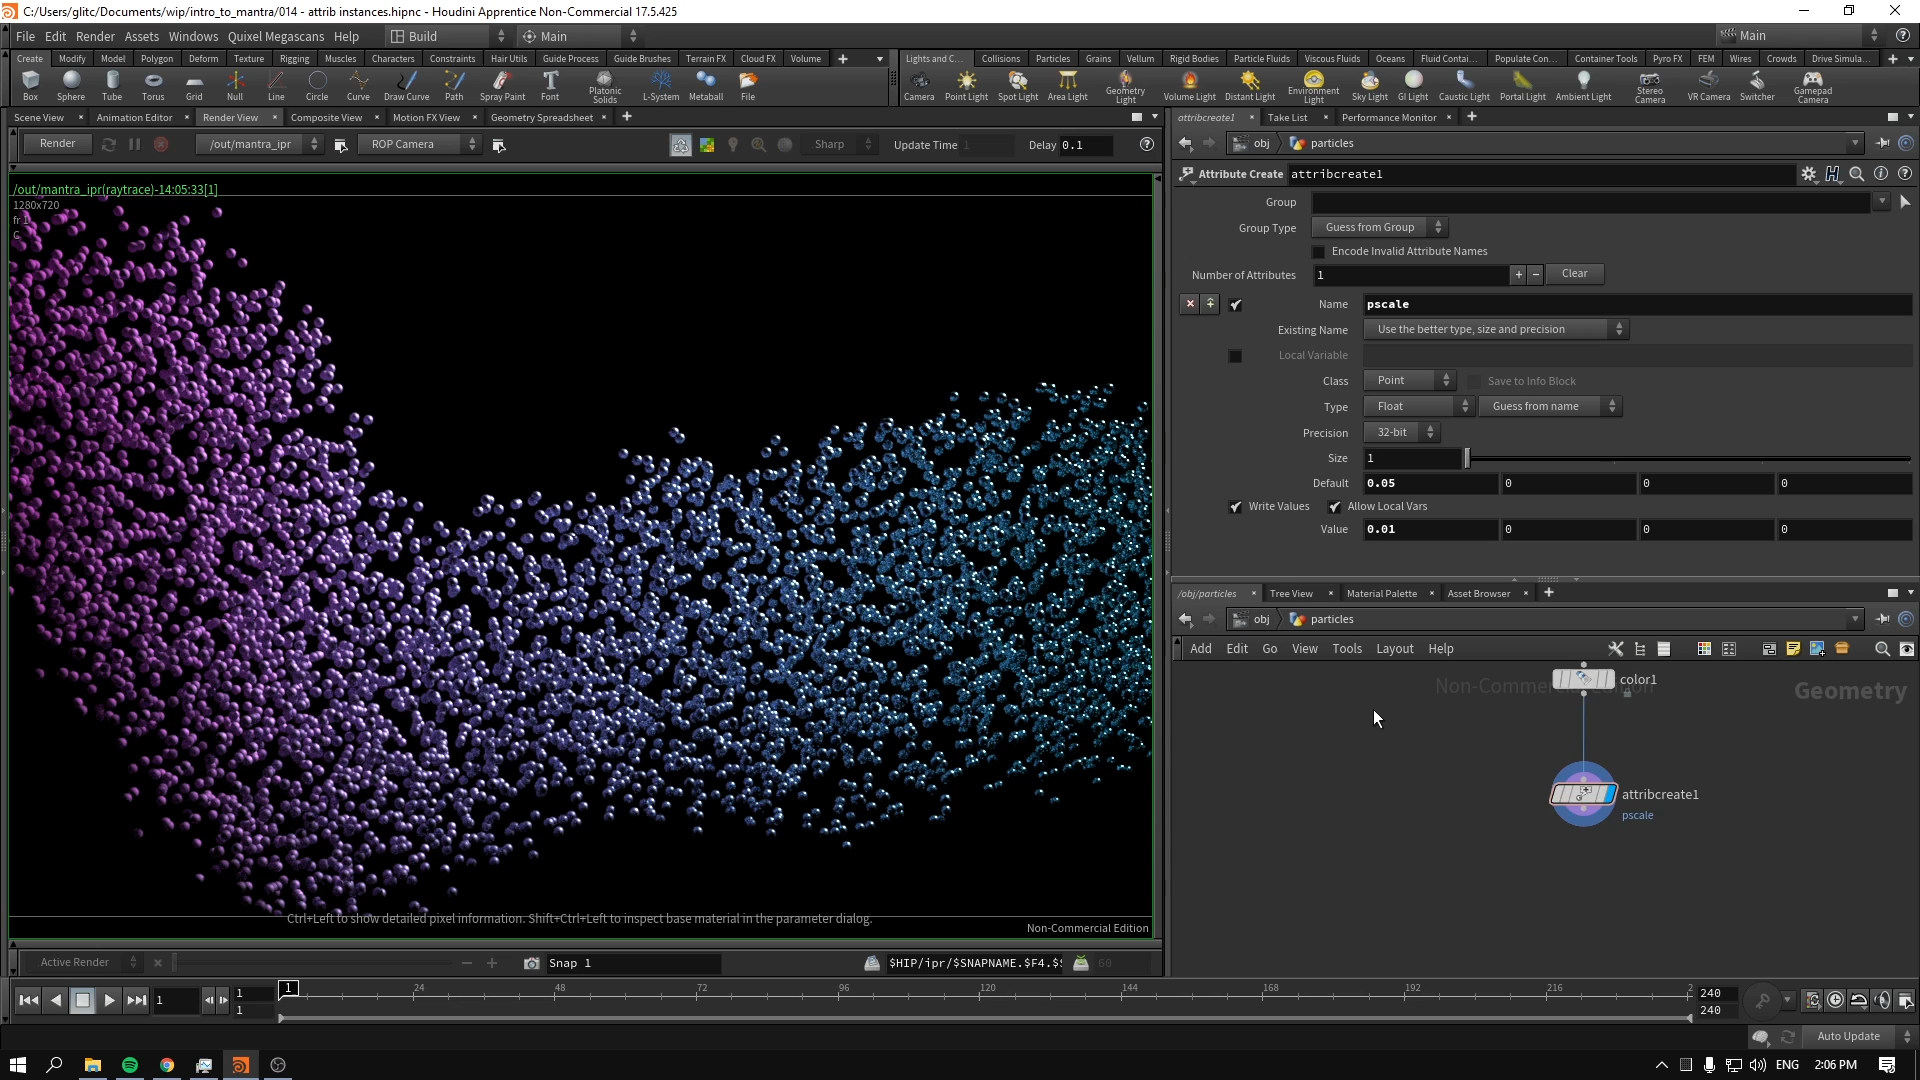 C:/Users/glitc/Documents/wip/intro_to_mantra/014 - attrib instances.hipnc - Houdini Apprentice Non-Commercial 17.5.425
File Edit Render Assets Windows Quixel Megascans Help Build Main Main
Create Modify Model Polygon Deform Texture Rigging Muscles Characters Constraints Hair Utils Guide Process Guide Brushes Terrain FX Cloud FX Volume
Lights and C... Collisions Particles Grains Vellum Rigid Bodies Particle Fluids Viscous Fluids Oceans Fluid Contai... Populate Con... Container Tools Pyro FX FEM Wires Crowds Drive Simula...
Box Sphere Tube Torus Grid Null Line Circle Curve Draw Curve Path Spray Paint Font Platonic Solids L-System Metaball File
Camera Point Light Spot Light Area Light Geometry Light Volume Light Distant Light Environment Light Sky Light GI Light Caustic Light Portal Light Ambient Light Stereo Camera VR Camera Switcher Gamepad Camera
Scene View Animation Editor Render View Composite View Motion FX View Geometry Spreadsheet
Render /out/mantra_ipr ROP Camera Sharp Update Time 1 Delay 0.1
/out/mantra_ipr(raytrace)-14:05:33[1]
1280x720
fr 1
C
Ctrl+Left to show detailed pixel information. Shift+Ctrl+Left to inspect base material in the parameter dialog.
Non-Commercial Edition
Active Render Snap 1 $HIP/ipr/$SNAPNAME.$F4.$S 60
attribcreate1 Take List Performance Monitor
obj particles
Attribute Create attribcreate1
Group
Group Type Guess from Group
Encode Invalid Attribute Names
Number of Attributes 1 Clear
Name pscale
Existing Name Use the better type, size and precision
Local Variable
Class Point Save to Info Block
Type Float Guess from name
Precision 32-bit
Size 1
Default 0.05 0 0 0
Write Values Allow Local Vars
Value 0.01 0 0 0
/obj/particles Tree View Material Palette Asset Browser
obj particles
Add Edit Go View Tools Layout Help
Non-Commercial Edition
Geometry
color1
attribcreate1
pscale
1 1 1 1 24 48 72 96 120 144 168 192 216 2 240 240
Auto Update
ENG 2:06 PM